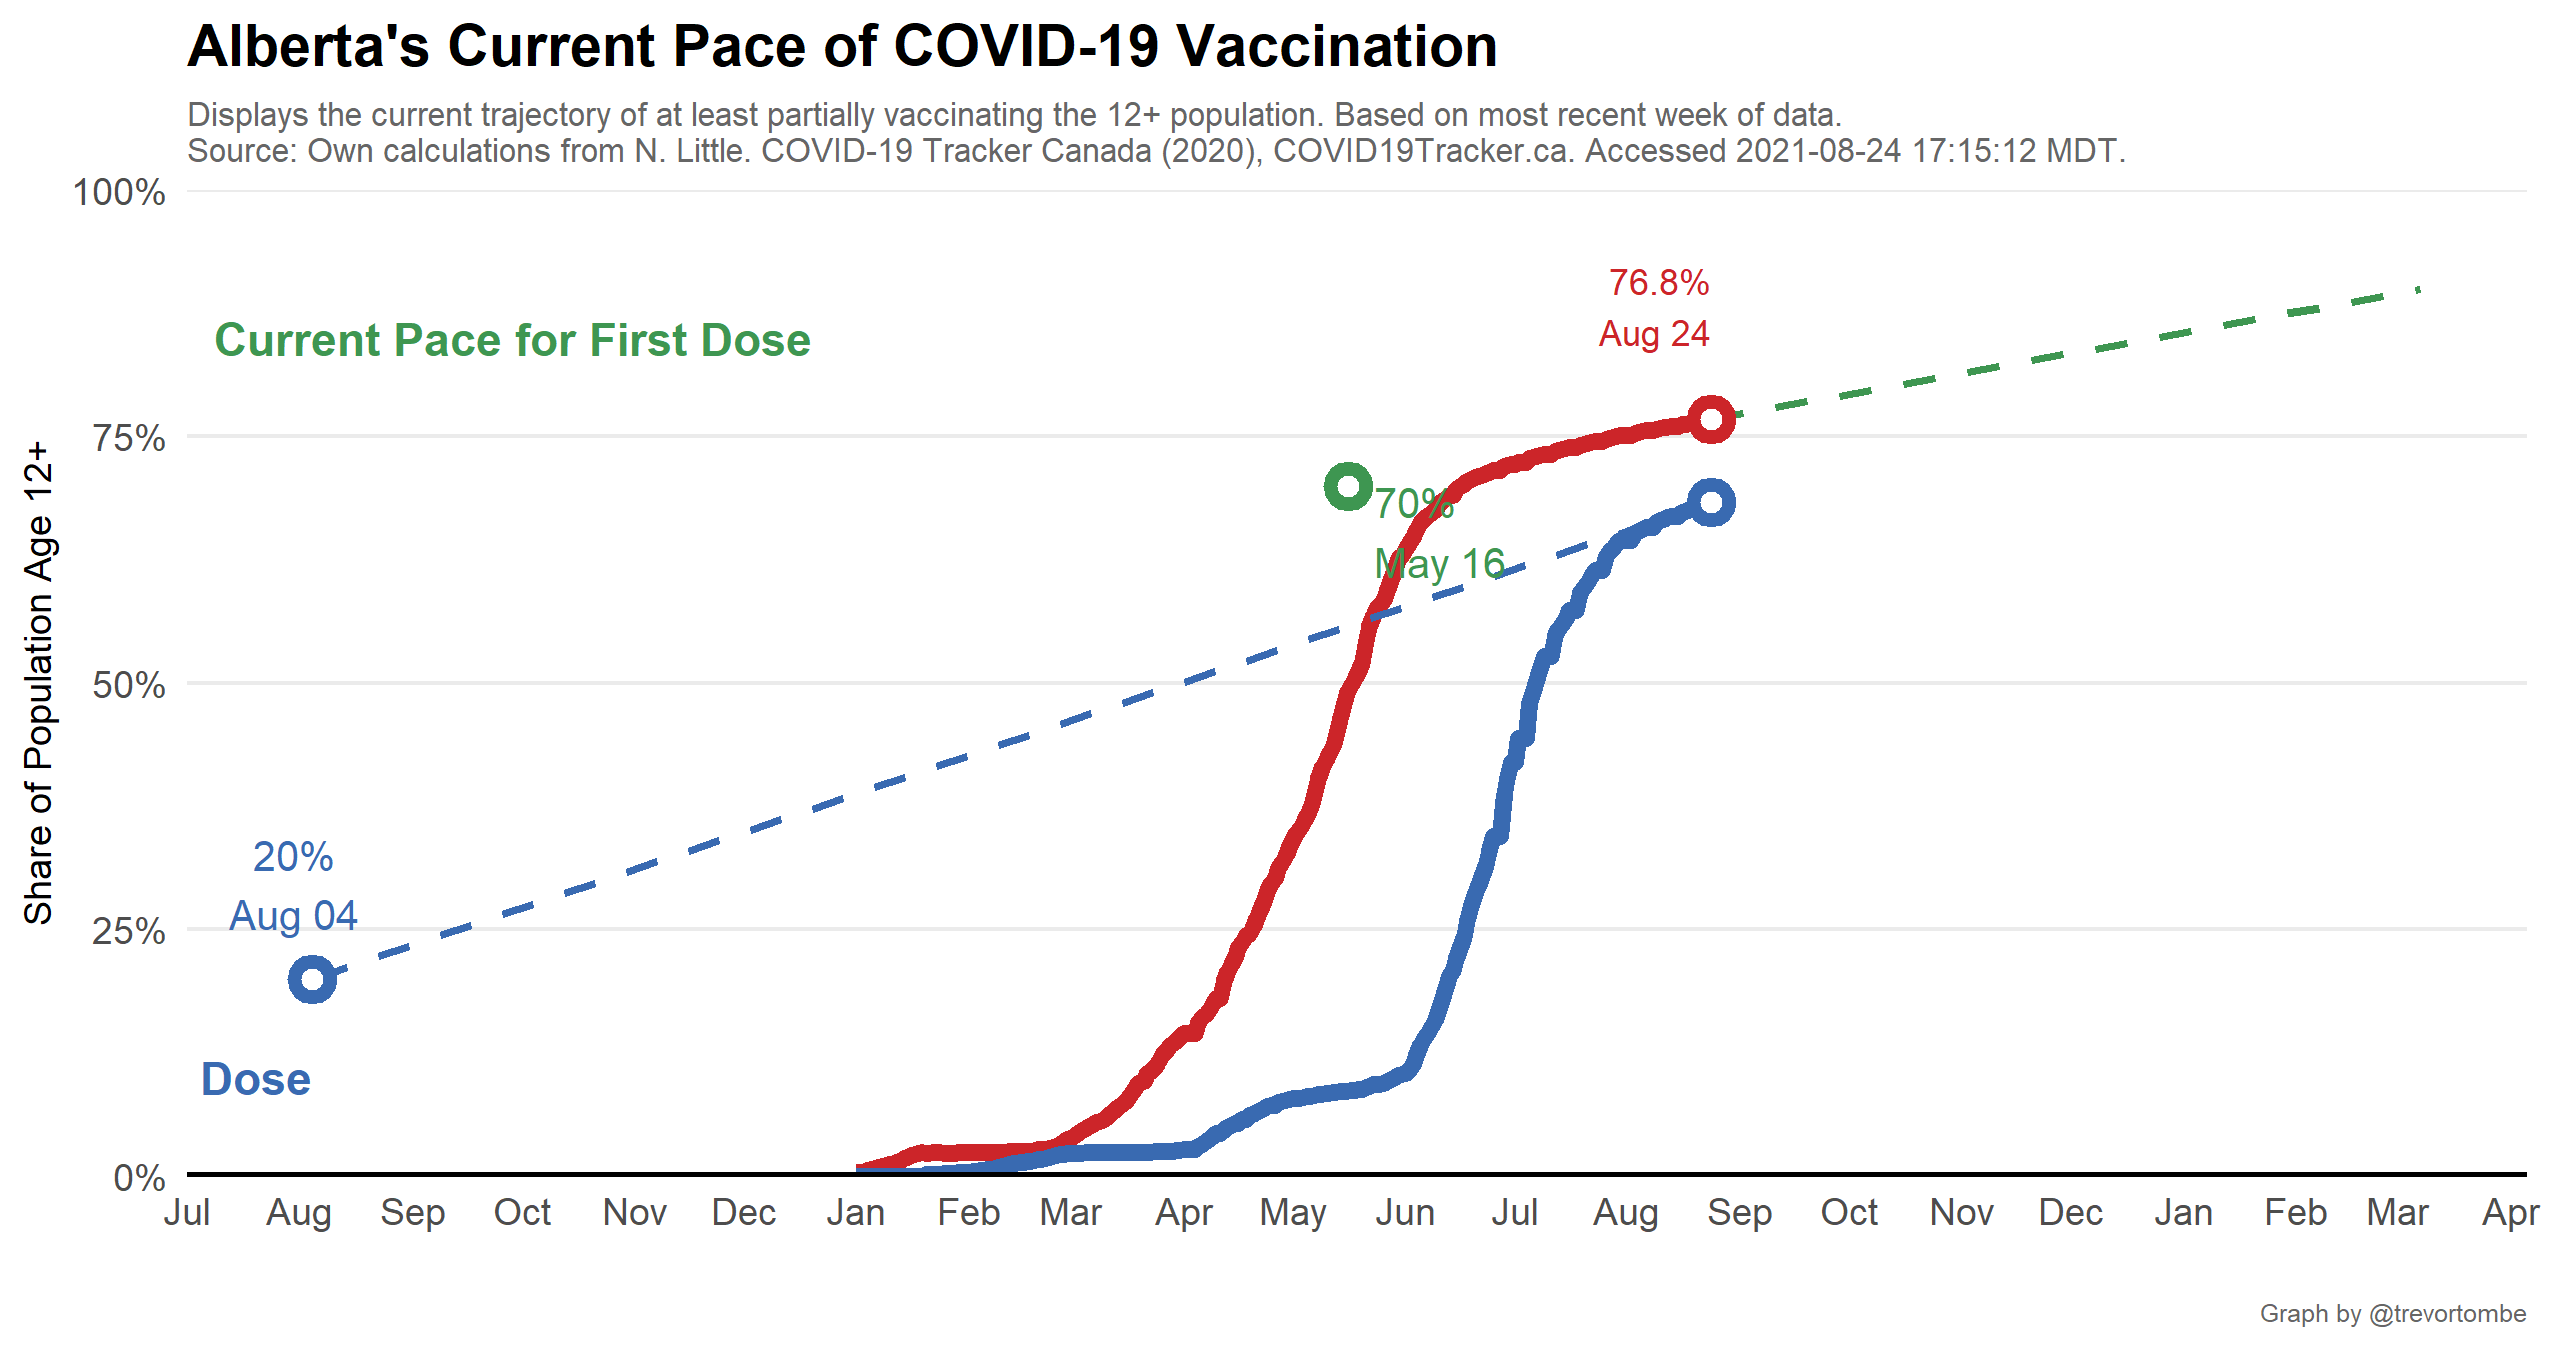 Alberta's Current Pace of COVID-19 Vaccination
Displays the current trajectory of at least partially vaccinating the 12+ population. Based on most recent week of data.
Source: Own calculations from N. Little. COVID-19 Tracker Canada (2020), COVID19Tracker.ca. Accessed 2021-08-24 17:15:12 MDT.
100%
76.8%
Aug 24
Current Pace for First Dose
75%
70%
May 16
50%
20%
Aug 04
25%
Dose
0%
Share of Population Age 12+
Jul Aug Sep Oct Nov Dec Jan Feb Mar Apr May Jun Jul Aug Sep Oct Nov Dec Jan Feb Mar Apr
Graph by @trevortombe